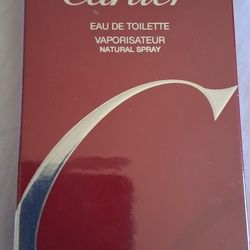 Cartier
EAU DE TOILETTE
VAPORISATEUR
NATURAL SPRAY